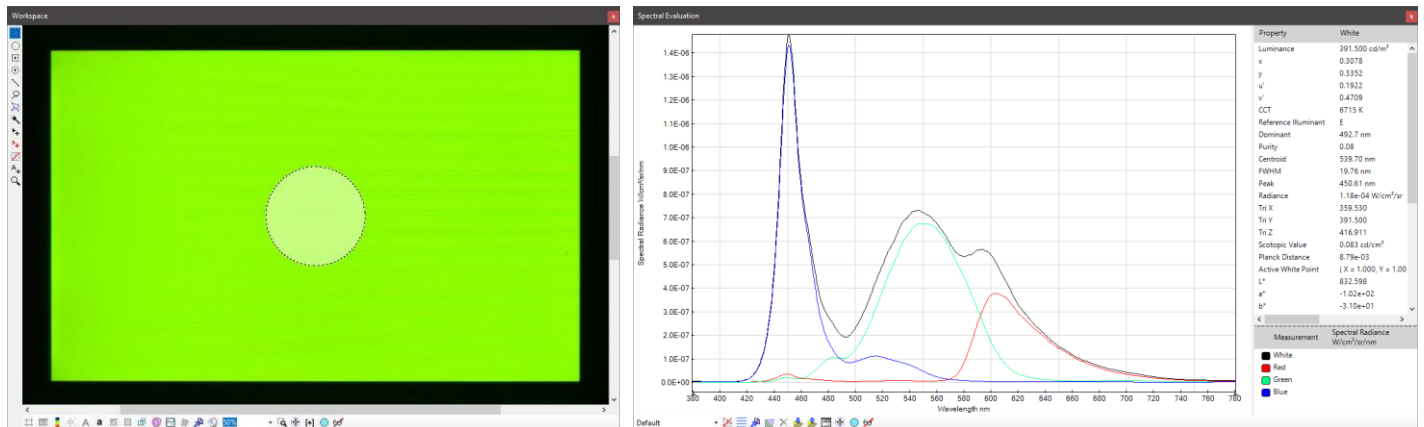 Workspace
50%
Spectral Evaluation
Spectral Radiance W/cm²/sr/nm
1.4E-06
1.3E-06
1.2E-06
1.1E-06
1.0E-06
9.0E-07
8.0E-07
7.0E-07
6.0E-07
5.0E-07
4.0E-07
3.0E-07
2.0E-07
1.0E-07
0.0E+00
380 400 420 440 460 480 500 520 540 560 580 600 620 640 660 680 700 720 740 760 780
Wavelength nm
Default
Property White
Luminance 391.500 cd/m²
x 0.3078
y 0.3352
u' 0.1922
v' 0.4709
CCT 6715 K
Reference Illuminant E
Dominant 492.7 nm
Purity 0.08
Centroid 539.70 nm
FWHM 19.76 nm
Peak 450.61 nm
Radiance 1.18e-04 W/cm²/sr
Tri X 359.530
Tri Y 391.500
Tri Z 416.911
Scotopic Value 0.083 cd/cm²
Planck Distance 8.79e-03
Active White Point ( X = 1.000, Y = 1.00
L* 832.598
a* -1.02e+02
b* -3.10e+01
Measurement Spectral Radiance
W/cm²/sr/nm
White
Red
Green
Blue